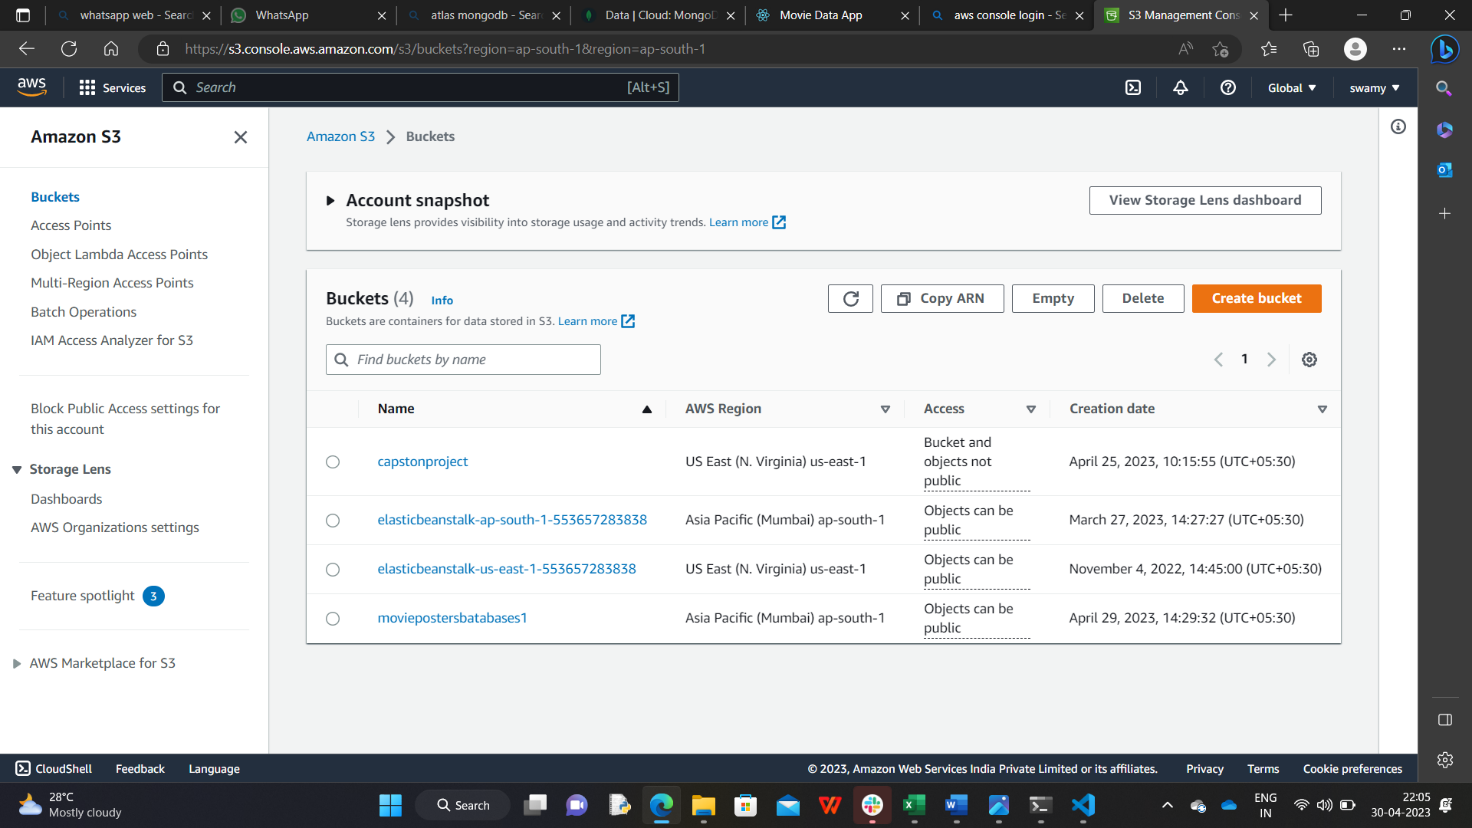 whatsapp web - Sear
WhatsApp
atlas mongodb - Sear
Data | Cloud: MongoD
Movie Data App
aws console login - Se
S3 Management Cons
https://s3.console.aws.amazon.com/s3/buckets?region=ap-south-1&region=ap-south-1
aws
Services
Search
[Alt+S]
Global
swamy
Amazon S3
Buckets
Access Points
Object Lambda Access Points
Multi-Region Access Points
Batch Operations
IAM Access Analyzer for S3
Block Public Access settings for
this account
Storage Lens
Dashboards
AWS Organizations settings
Feature spotlight 3
AWS Marketplace for S3
Amazon S3 > Buckets
Account snapshot
Storage lens provides visibility into storage usage and activity trends. Learn more
View Storage Lens dashboard
Buckets (4) Info
Buckets are containers for data stored in S3. Learn more
Copy ARN
Empty
Delete
Create bucket
Find buckets by name
1
Name
AWS Region
Access
Creation date
capstonproject
US East (N. Virginia) us-east-1
Bucket and
objects not
public
April 25, 2023, 10:15:55 (UTC+05:30)
elasticbeanstalk-ap-south-1-553657283838
Asia Pacific (Mumbai) ap-south-1
Objects can be
public
March 27, 2023, 14:27:27 (UTC+05:30)
elasticbeanstalk-us-east-1-553657283838
US East (N. Virginia) us-east-1
Objects can be
public
November 4, 2022, 14:45:00 (UTC+05:30)
moviepostersbatabases1
Asia Pacific (Mumbai) ap-south-1
Objects can be
public
April 29, 2023, 14:29:32 (UTC+05:30)
CloudShell
Feedback
Language
© 2023, Amazon Web Services India Private Limited or its affiliates.
Privacy
Terms
Cookie preferences
28°C
Mostly cloudy
Search
ENG
IN
22:05
30-04-2023